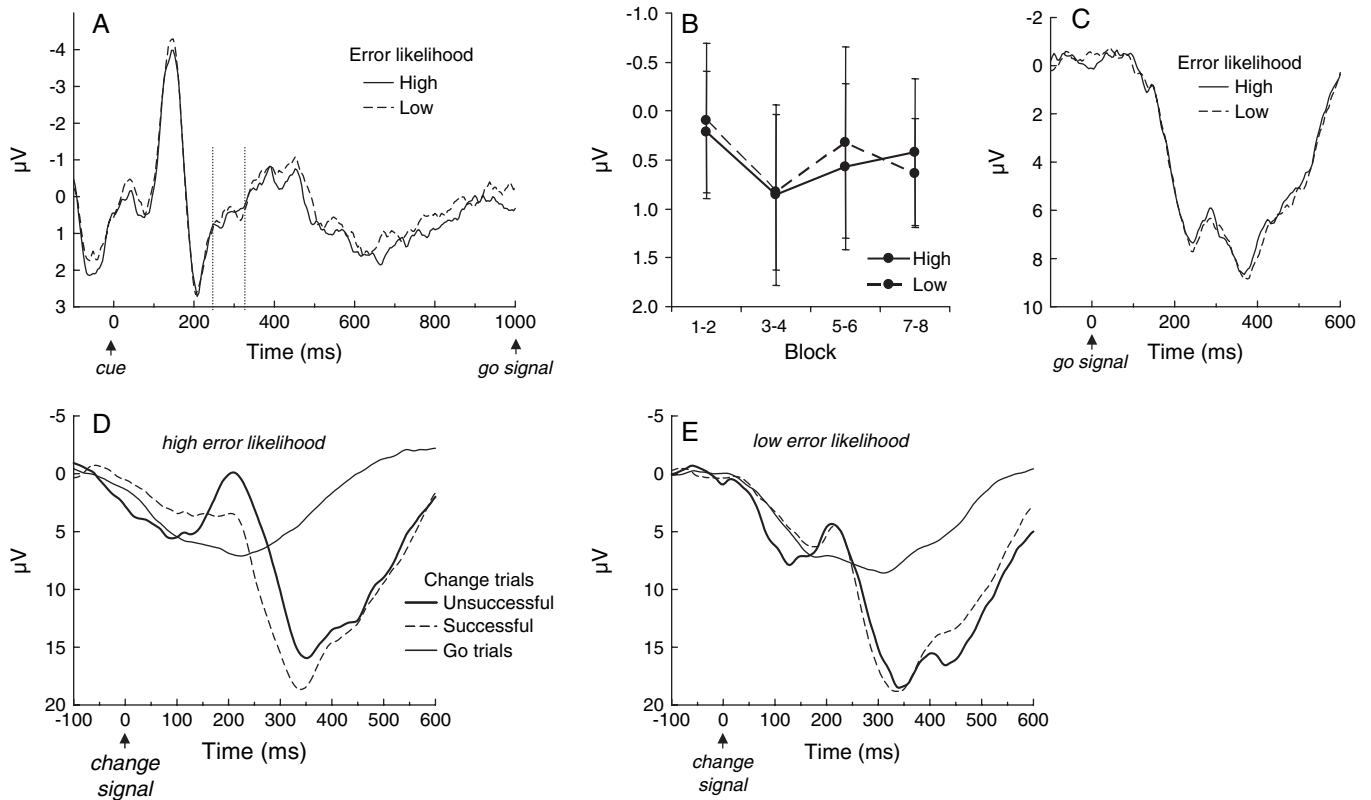 A
Error likelihood
High
Low
µV
-4
-3
-2
-1
0
1
2
3
0 200 400 600 800 1000
Time (ms)
cue
go signal
B
µV
-1.0
-0.5
0.0
0.5
1.0
1.5
2.0
High
Low
1-2 3-4 5-6 7-8
Block
C
Error likelihood
High
Low
µV
-2
0
2
4
6
8
10
0 200 400 600
go signal
Time (ms)
D
high error likelihood
µV
-5
0
5
10
15
20
Change trials
Unsuccessful
Successful
Go trials
-100 0 100 200 300 400 500 600
Time (ms)
change
signal
E
low error likelihood
µV
-5
0
5
10
15
20
-100 0 100 200 300 400 500 600
Time (ms)
change
signal